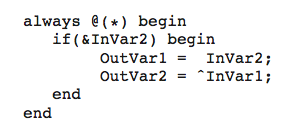 always @(*) begin
if(&InVar2) begin
OutVar1 = InVar2;
OutVar2 = ^InVar1;
end
end